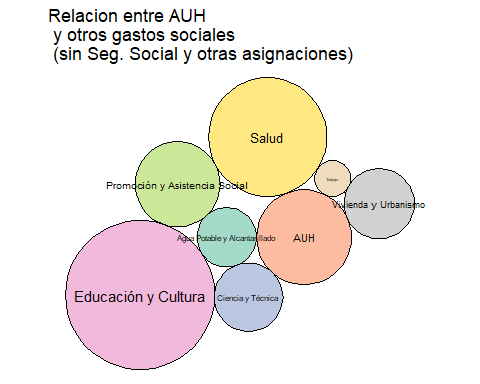 Relacion entre AUH
y otros gastos sociales
(sin Seg. Social y otras asignaciones)
Salud
Trabajo
Promoción y Asistencia Social
Vivienda y Urbanismo
Agua Potable y Alcantarillado
AUH
Educación y Cultura
Ciencia y Técnica